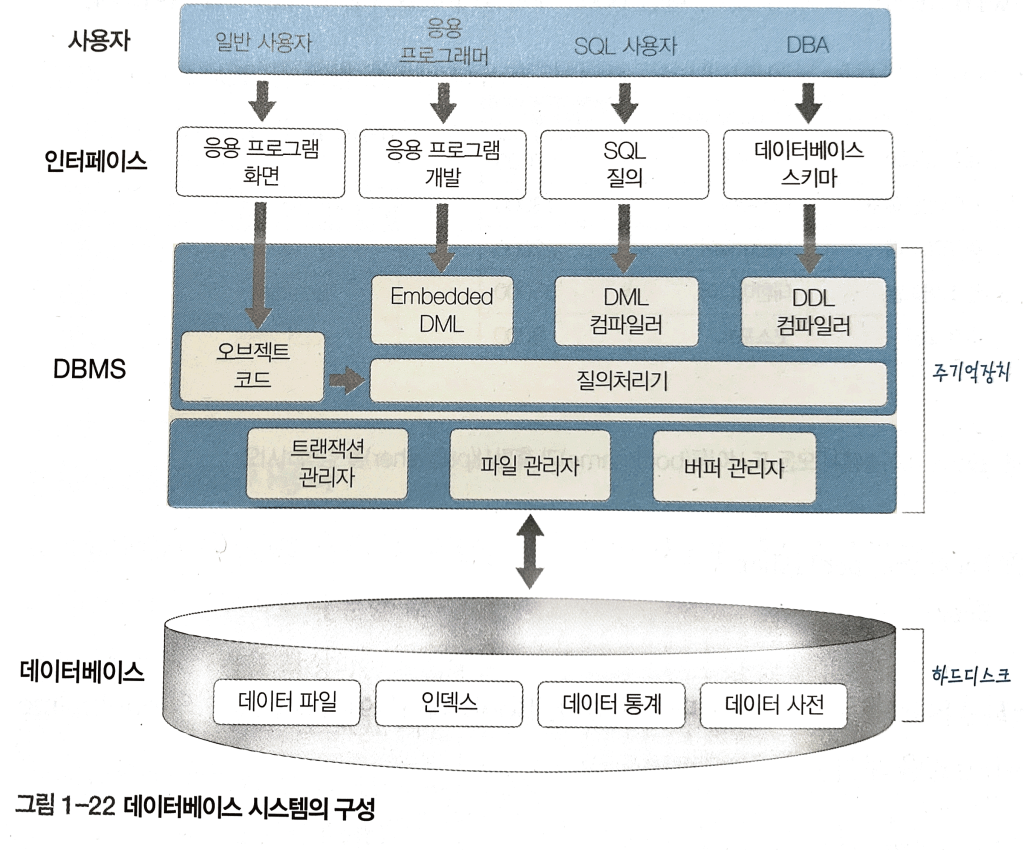 사용자
일반 사용자
응용
프로그래머
SQL 사용자
DBA
인터페이스
응용 프로그램
화면
응용 프로그램
개발
SQL
질의
데이터베이스
스키마
DBMS
Embedded
DML
DML
컴파일러
DDL
컴파일러
오브젝트
코드
질의처리기
주기억장치
트랜잭션
관리자
파일 관리자
버퍼 관리자
데이터베이스
데이터 파일
인덱스
데이터 통계
데이터 사전
하드디스크
그림 1-22 데이터베이스 시스템의 구성